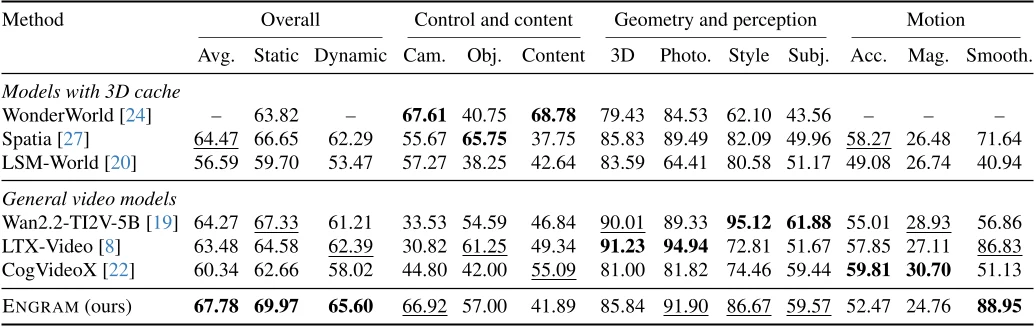 Method Overall Control and content Geometry and perception Motion
Avg. Static Dynamic Cam. Obj. Content 3D Photo. Style Subj. Acc. Mag. Smooth.
Models with 3D cache
WonderWorld [24] – 63.82 – 67.61 40.75 68.78 79.43 84.53 62.10 43.56 – – –
Spatia [27] 64.47 66.65 62.29 55.67 65.75 37.75 85.83 89.49 82.09 49.96 58.27 26.48 71.64
LSM-World [20] 56.59 59.70 53.47 57.27 38.25 42.64 83.59 64.41 80.58 51.17 49.08 26.74 40.94
General video models
Wan2.2-TI2V-5B [19] 64.27 67.33 61.21 33.53 54.59 46.84 90.01 89.33 95.12 61.88 55.01 28.93 56.86
LTX-Video [8] 63.48 64.58 62.39 30.82 61.25 49.34 91.23 94.94 72.81 51.67 57.85 27.11 86.83
CogVideoX [22] 60.34 62.66 58.02 44.80 42.00 55.09 81.00 81.82 74.46 59.44 59.81 30.70 51.13
ENGRAM (ours) 67.78 69.97 65.60 66.92 57.00 41.89 85.84 91.90 86.67 59.57 52.47 24.76 88.95